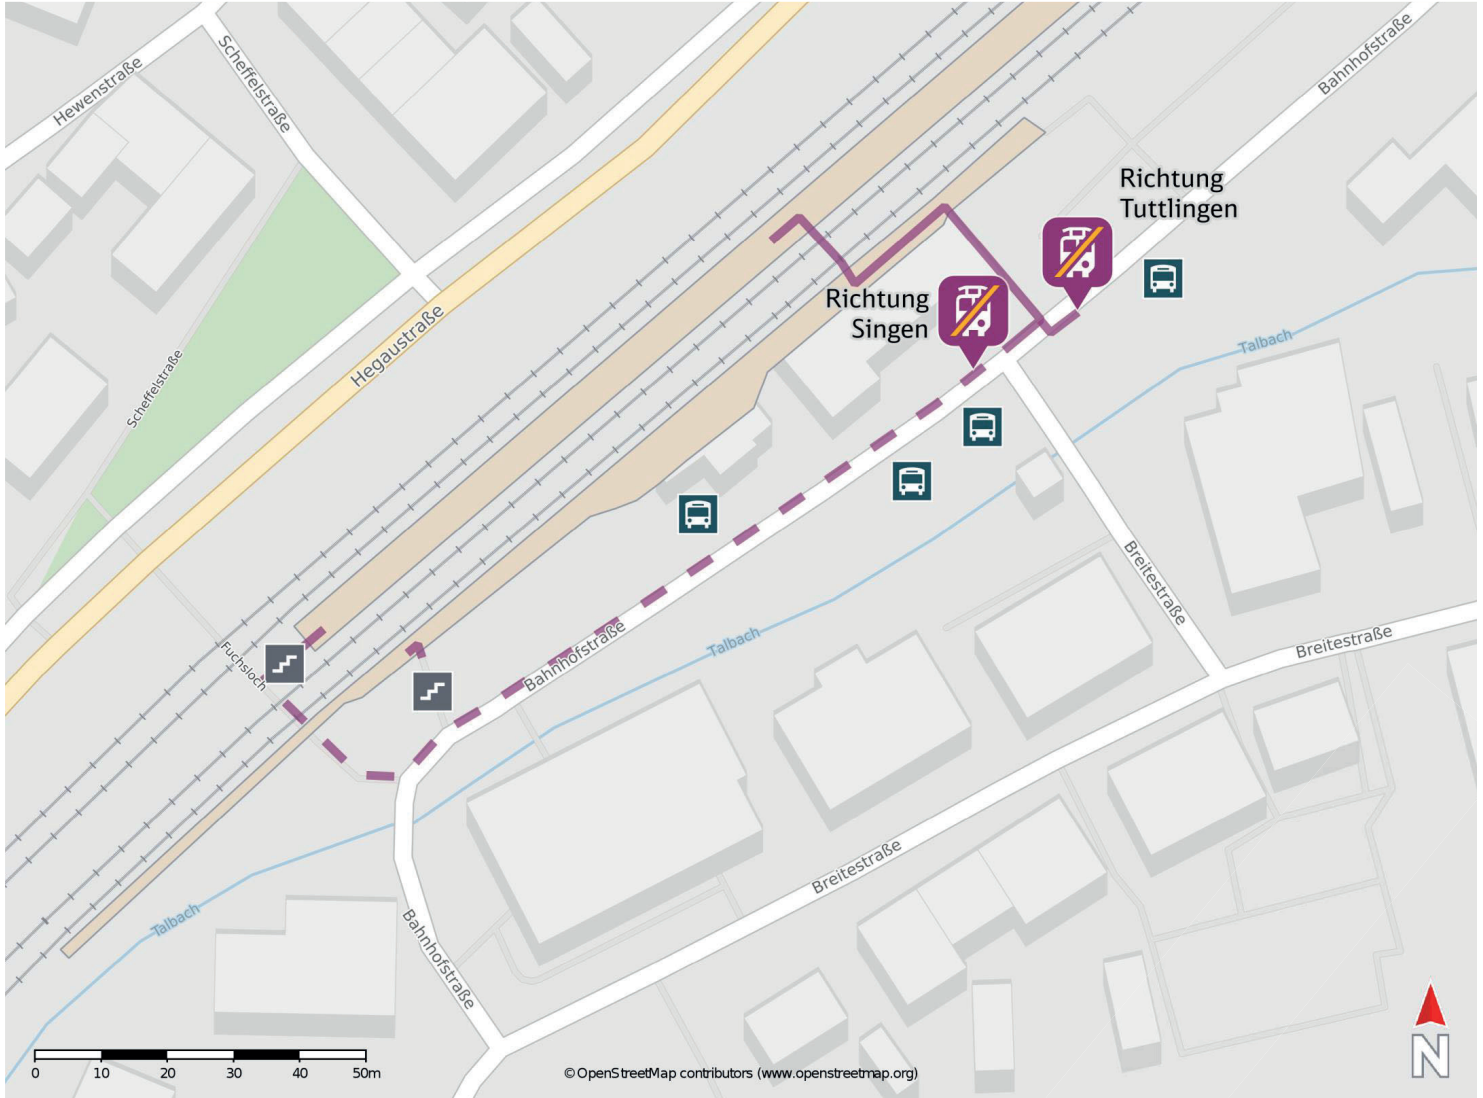 Hewenstraße
Scheffelstraße
Bahnhofstraße
Richtung
Tuttlingen
Richtung
Singen
Hegaustraße
Scheffelstraße
Talbach
Breitestraße
Breitestraße
Fuchsloch
Bahnhofstraße
Talbach
Breitestraße
Talbach
Bahnhofstraße
0 10 20 30 40 50m
© OpenStreetMap contributors (www.openstreetmap.org)
N